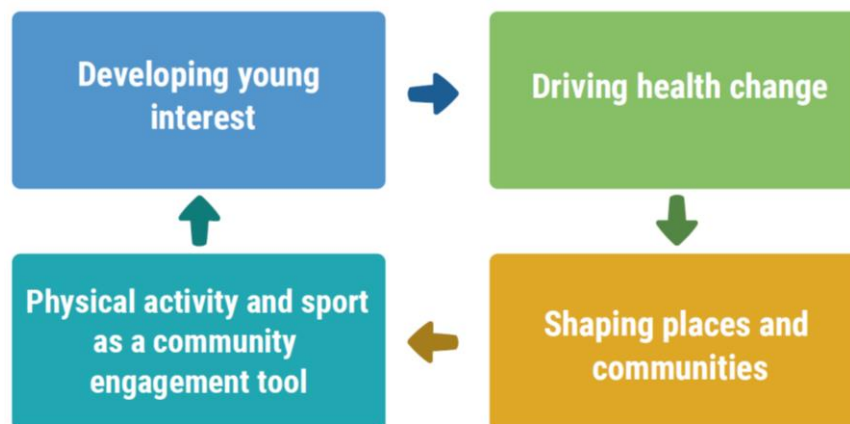 Developing young
interest
Driving health change
Physical activity and sport
as a community
engagement tool
Shaping places and
communities